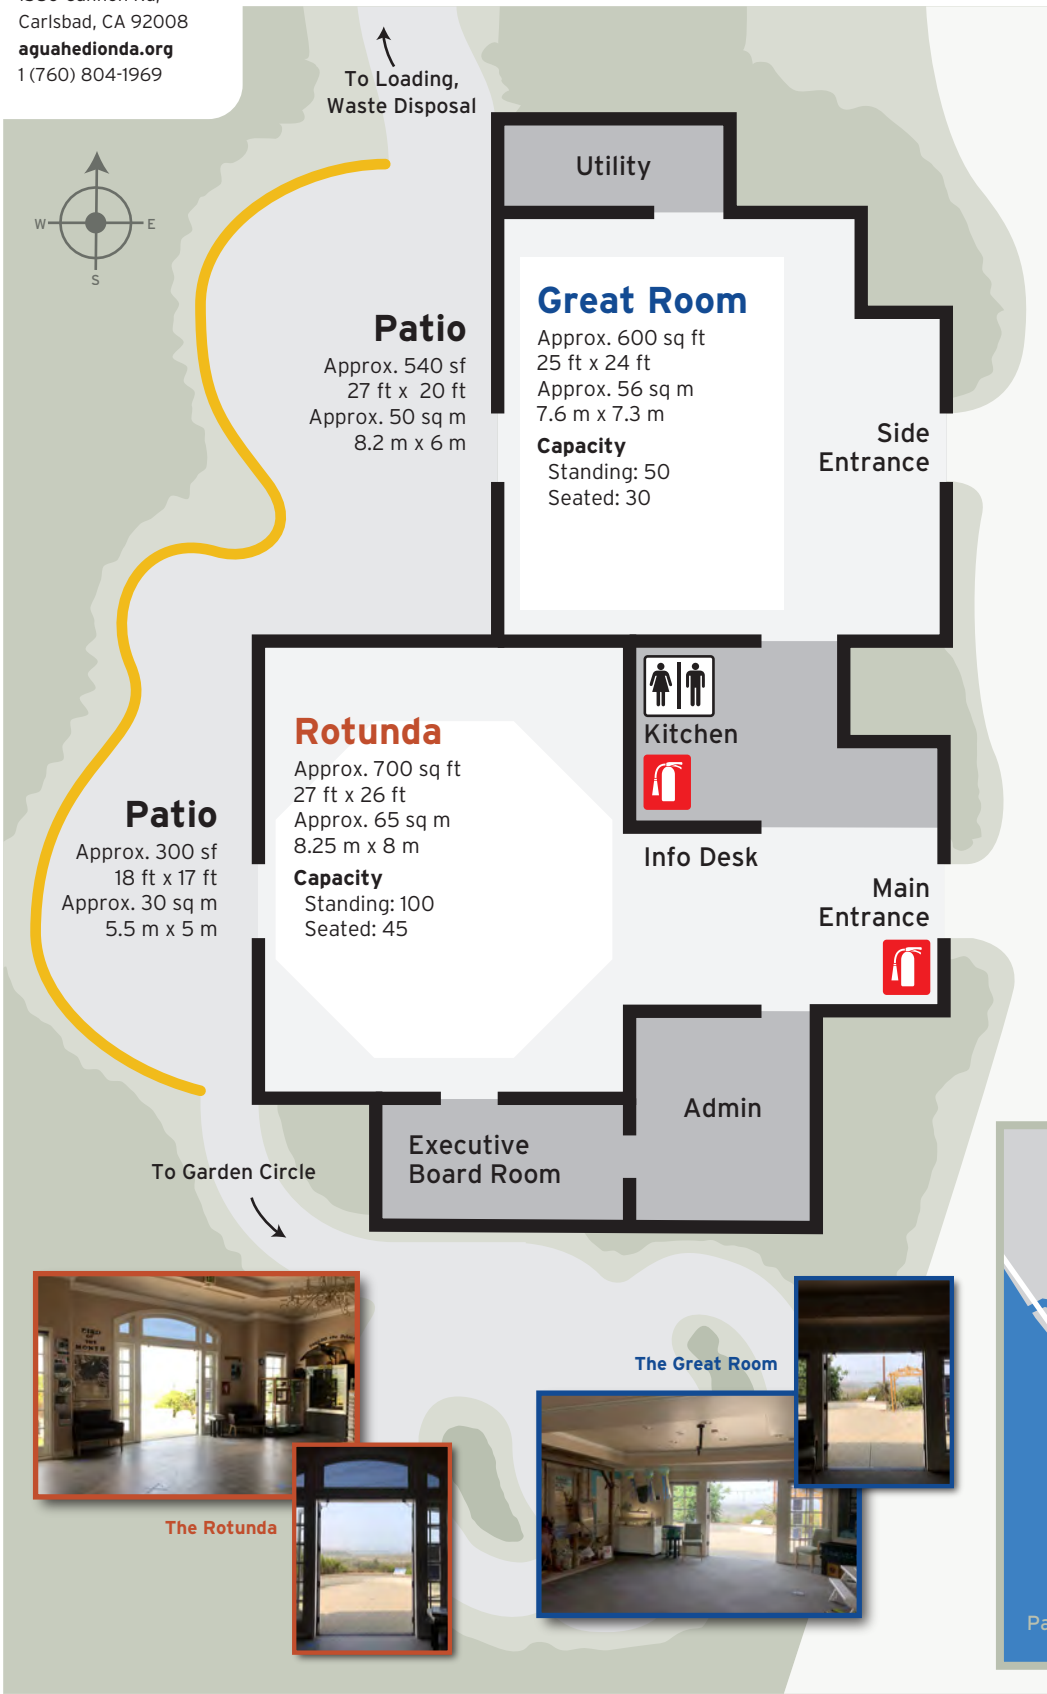 Carlsbad, CA 92008
aguahedionda.org
1 (760) 804-1969
To Loading,
Waste Disposal
W
E
S
Utility
Great Room
Approx. 600 sq ft
25 ft x 24 ft
Approx. 56 sq m
7.6 m x 7.3 m
Capacity
Standing: 50
Seated: 30
Patio
Approx. 540 sf
27 ft x 20 ft
Approx. 50 sq m
8.2 m x 6 m
Side
Entrance
Kitchen
Rotunda
Approx. 700 sq ft
27 ft x 26 ft
Approx. 65 sq m
8.25 m x 8 m
Capacity
Standing: 100
Seated: 45
Patio
Approx. 300 sf
18 ft x 17 ft
Approx. 30 sq m
5.5 m x 5 m
Info Desk
Main
Entrance
Admin
Executive
Board Room
To Garden Circle
BIRD
OF
THE
MONTH
The Great Room
The Rotunda
Pa